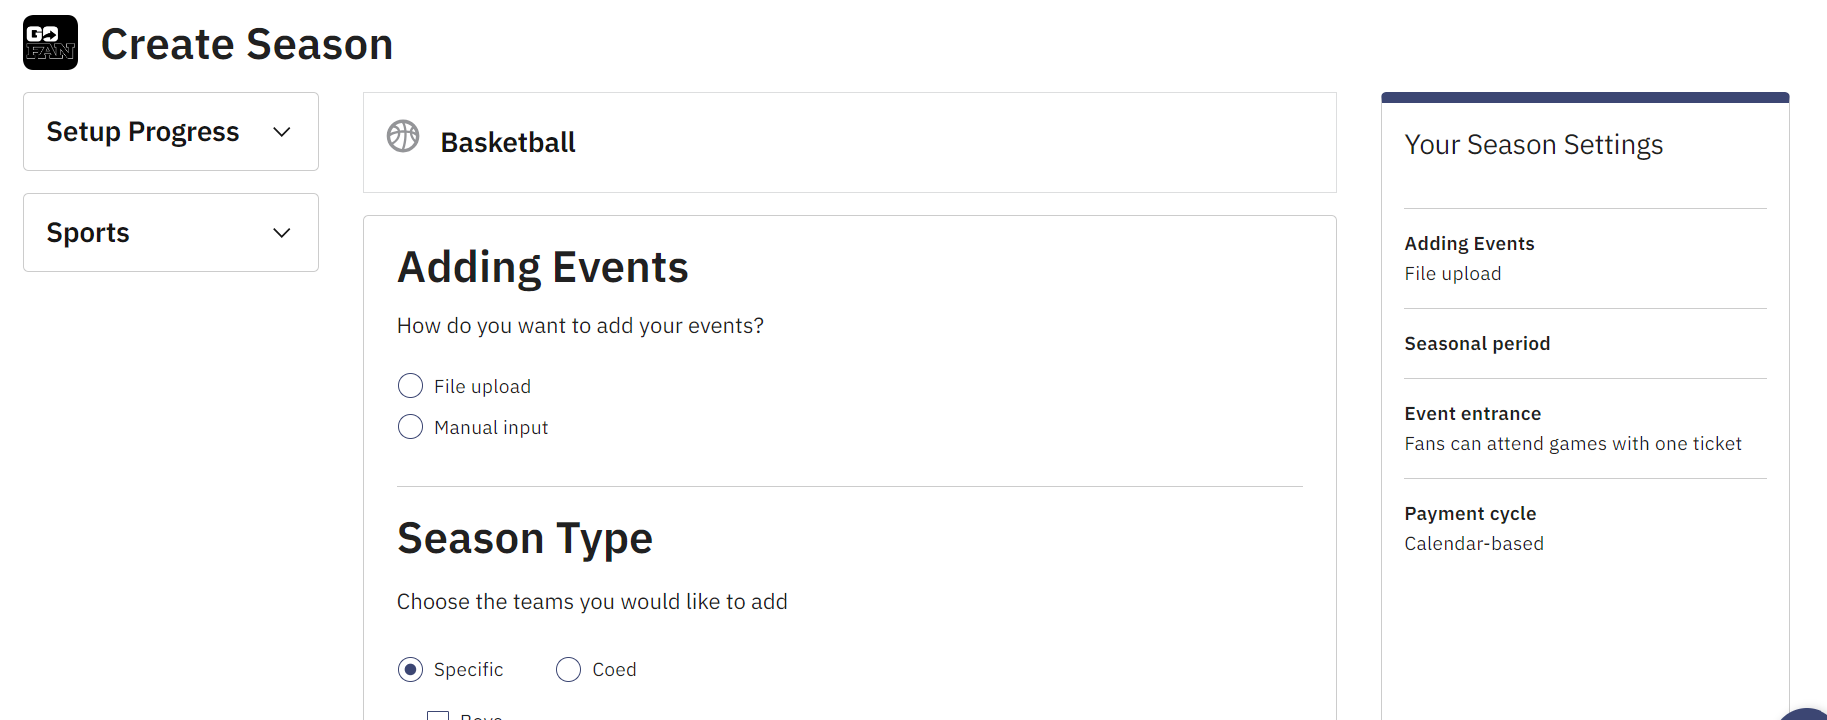 GO
FAN
Create Season
Setup Progress
Sports
Basketball
Adding Events
How do you want to add your events?
File upload
Manual input
Season Type
Choose the teams you would like to add
Specific
Coed
Boys
Your Season Settings
Adding Events
File upload
Seasonal period
Event entrance
Fans can attend games with one ticket
Payment cycle
Calendar-based